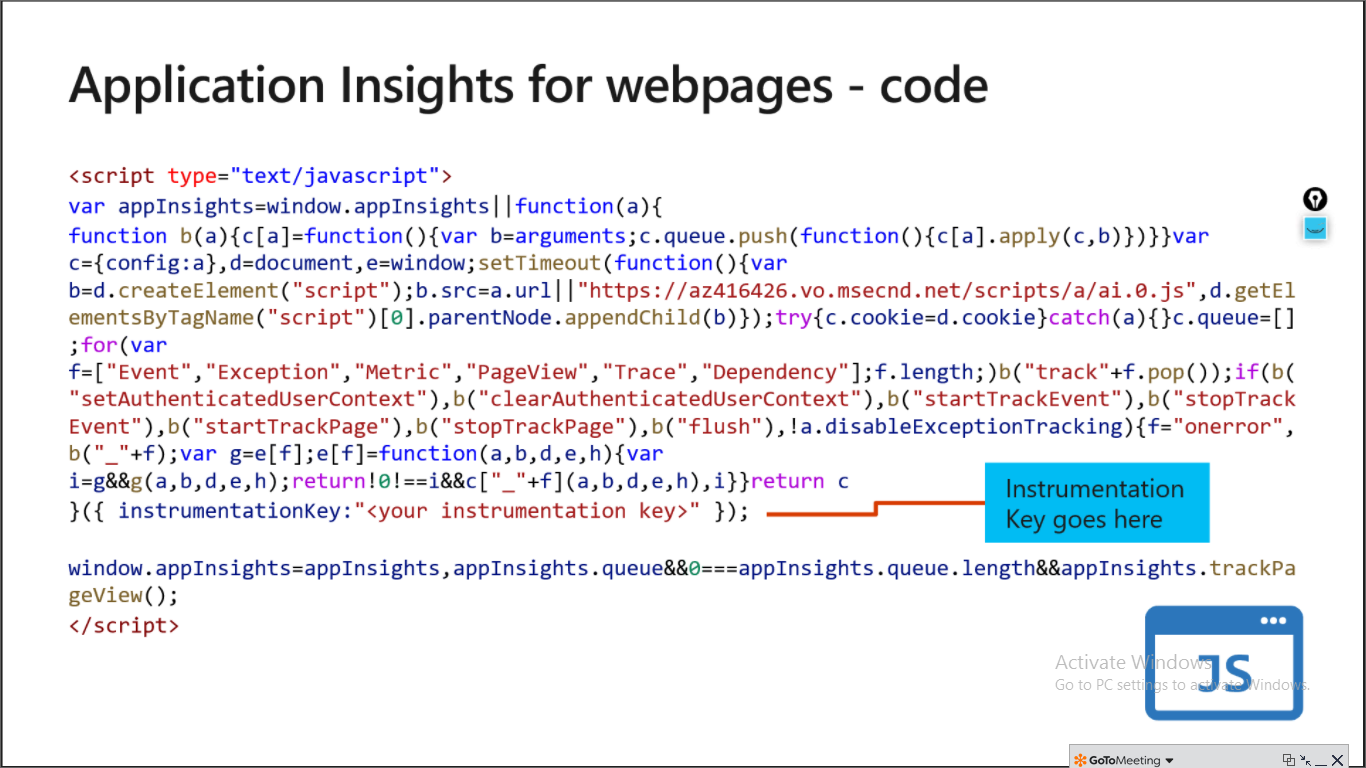 Application Insights for webpages - code
<script type="text/javascript">
var appInsights=window.appInsights||function(a){
function b(a){c[a]=function(){var b=arguments;c.queue.push(function(){c[a].apply(c,b)})}}var
c={config:a},d=document,e=window;setTimeout(function(){var
b=d.createElement("script");b.src=a.url||"https://az416426.vo.msecnd.net/scripts/a/ai.0.js",d.getEl
ementsByTagName("script")[0].parentNode.appendChild(b)});try{c.cookie=d.cookie}catch(a){}c.queue=[]
;for(var
f=["Event","Exception","Metric","PageView","Trace","Dependency"];f.length;)b("track"+f.pop());if(b(
"setAuthenticatedUserContext"),b("clearAuthenticatedUserContext"),b("startTrackEvent"),b("stopTrack
Event"),b("startTrackPage"),b("stopTrackPage"),b("flush"),!a.disableExceptionTracking){f="onerror",
b("_"+f);var g=e[f];e[f]=function(a,b,d,e,h){var
i=g&&g(a,b,d,e,h);return!0!==i&&c["_"+f](a,b,d,e,h),i}}return c
}({ instrumentationKey:"<your instrumentation key>" });
Instrumentation
Key goes here
window.appInsights=appInsights,appInsights.queue&&0===appInsights.queue.length&&appInsights.trackPa
geView();
</script>
JS
Activate Windows
Go to PC settings to activate Windows.
GoToMeeting